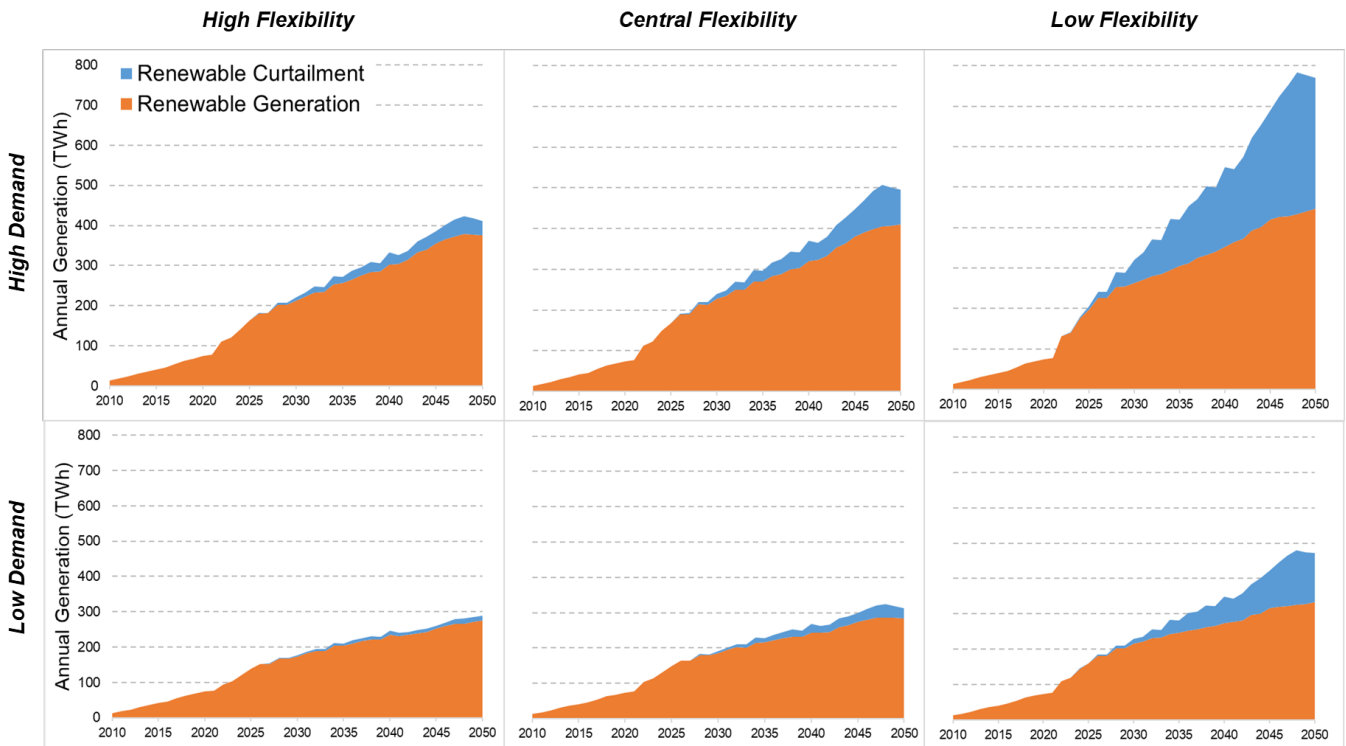 High Flexibility
Central Flexibility
Low Flexibility
High Demand
Annual Generation (TWh)
800
700
600
500
400
300
200
100
0
Renewable Curtailment
Renewable Generation
2010 2015 2020 2025 2030 2035 2040 2045 2050
2010 2015 2020 2025 2030 2035 2040 2045 2050
2010 2015 2020 2025 2030 2035 2040 2045 2050
Low Demand
Annual Generation (TWh)
800
700
600
500
400
300
200
100
0
2010 2015 2020 2025 2030 2035 2040 2045 2050
2010 2015 2020 2025 2030 2035 2040 2045 2050
2010 2015 2020 2025 2030 2035 2040 2045 2050